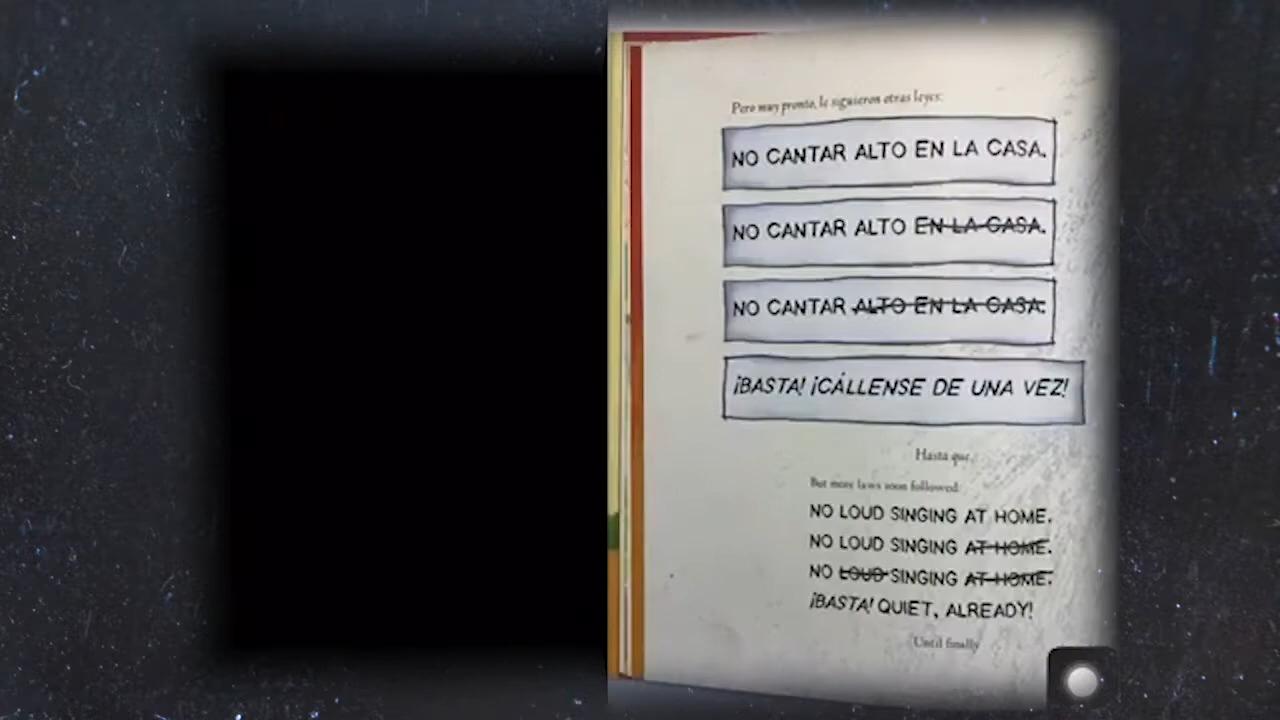 Pero muy pronto, le siguieron otras leyes:
NO CANTAR ALTO EN LA CASA.
NO CANTAR ALTO EN LA CASA.
NO CANTAR ALTO EN LA CASA.
¡BASTA! ¡CÁLLENSE DE UNA VEZ!
Hasta que,
But more laws soon followed:
NO LOUD SINGING AT HOME.
NO LOUD SINGING AT HOME.
NO LOUD SINGING AT HOME.
¡BASTA! QUIET, ALREADY!
Until finally